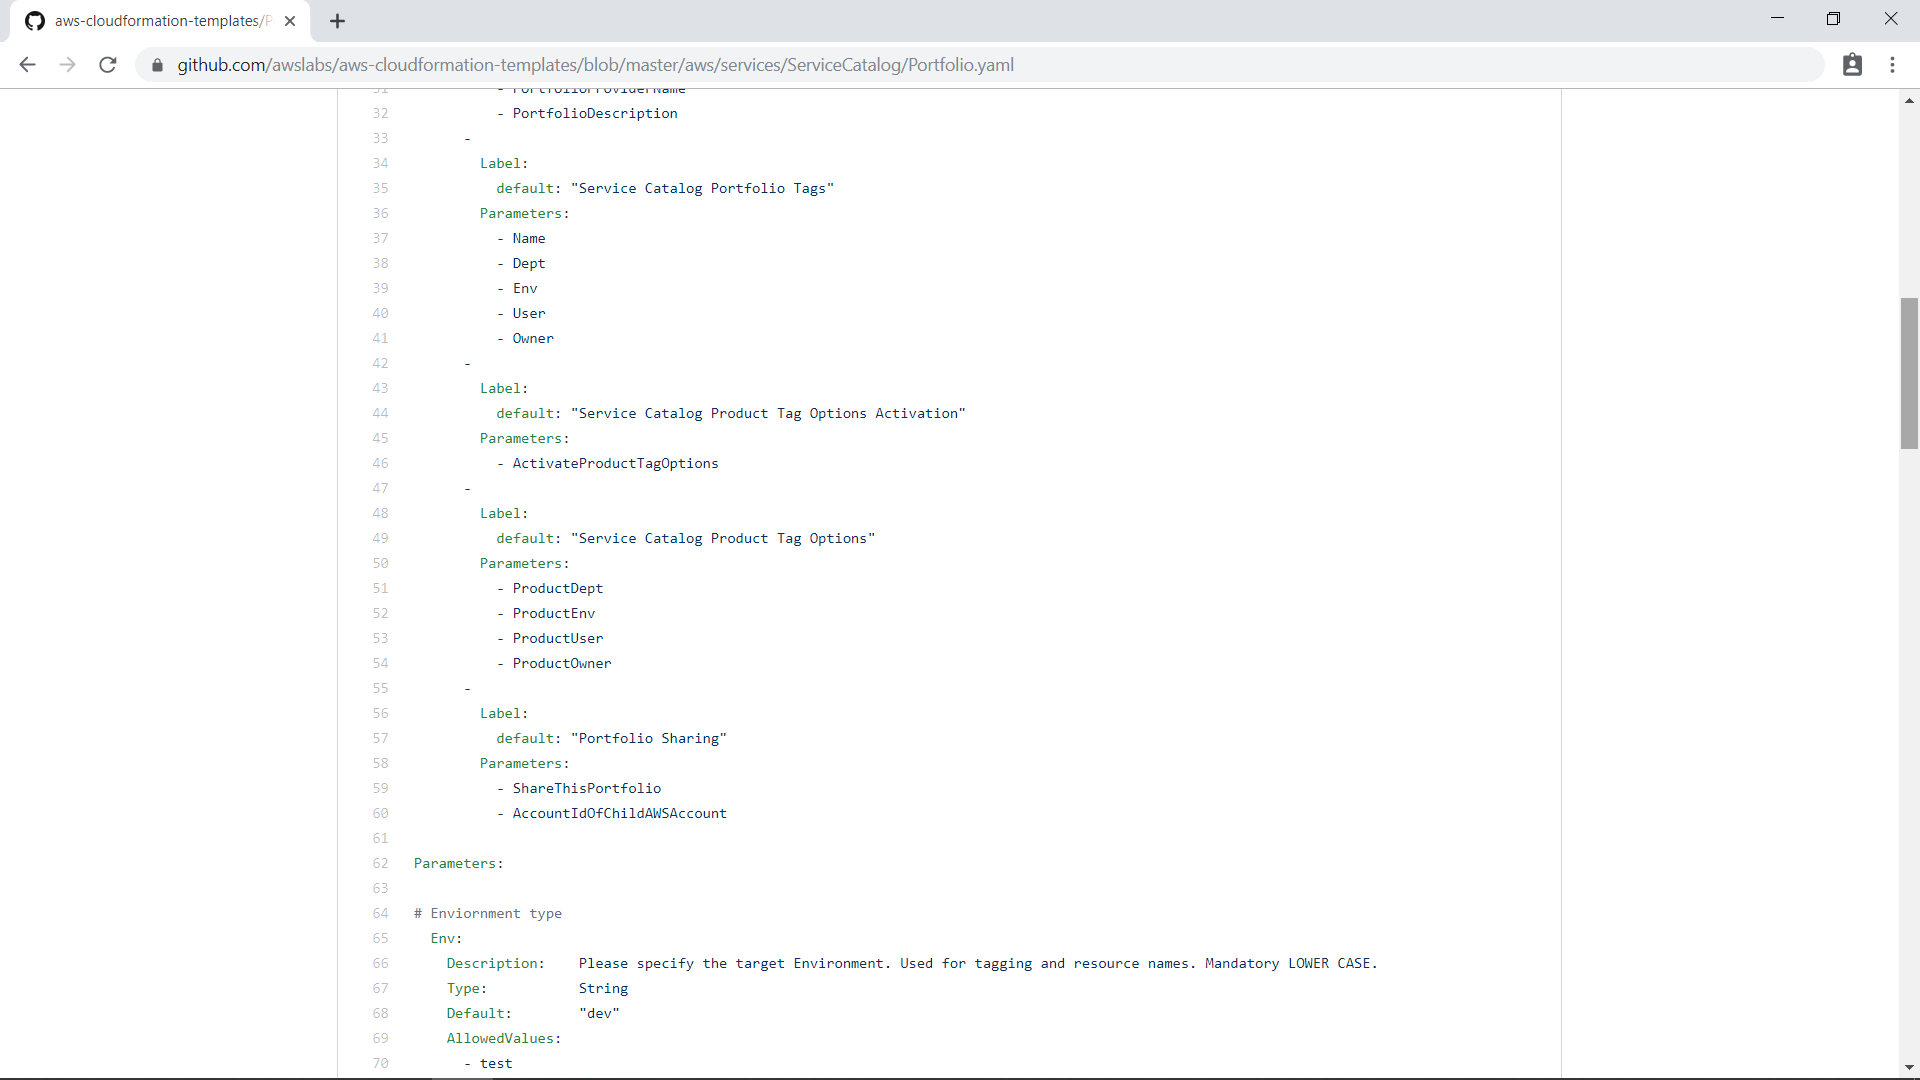 aws-cloudformation-templates/P
github.com/awslabs/aws-cloudformation-templates/blob/master/aws/services/ServiceCatalog/Portfolio.yaml
31 - PortfolioProviderName
32 - PortfolioDescription
33 -
34 Label:
35 default: "Service Catalog Portfolio Tags"
36 Parameters:
37 - Name
38 - Dept
39 - Env
40 - User
41 - Owner
42 -
43 Label:
44 default: "Service Catalog Product Tag Options Activation"
45 Parameters:
46 - ActivateProductTagOptions
47 -
48 Label:
49 default: "Service Catalog Product Tag Options"
50 Parameters:
51 - ProductDept
52 - ProductEnv
53 - ProductUser
54 - ProductOwner
55 -
56 Label:
57 default: "Portfolio Sharing"
58 Parameters:
59 - ShareThisPortfolio
60 - AccountIdOfChildAWSAccount
61
62 Parameters:
63
64 # Enviornment type
65 Env:
66 Description: Please specify the target Environment. Used for tagging and resource names. Mandatory LOWER CASE.
67 Type: String
68 Default: "dev"
69 AllowedValues:
70 - test